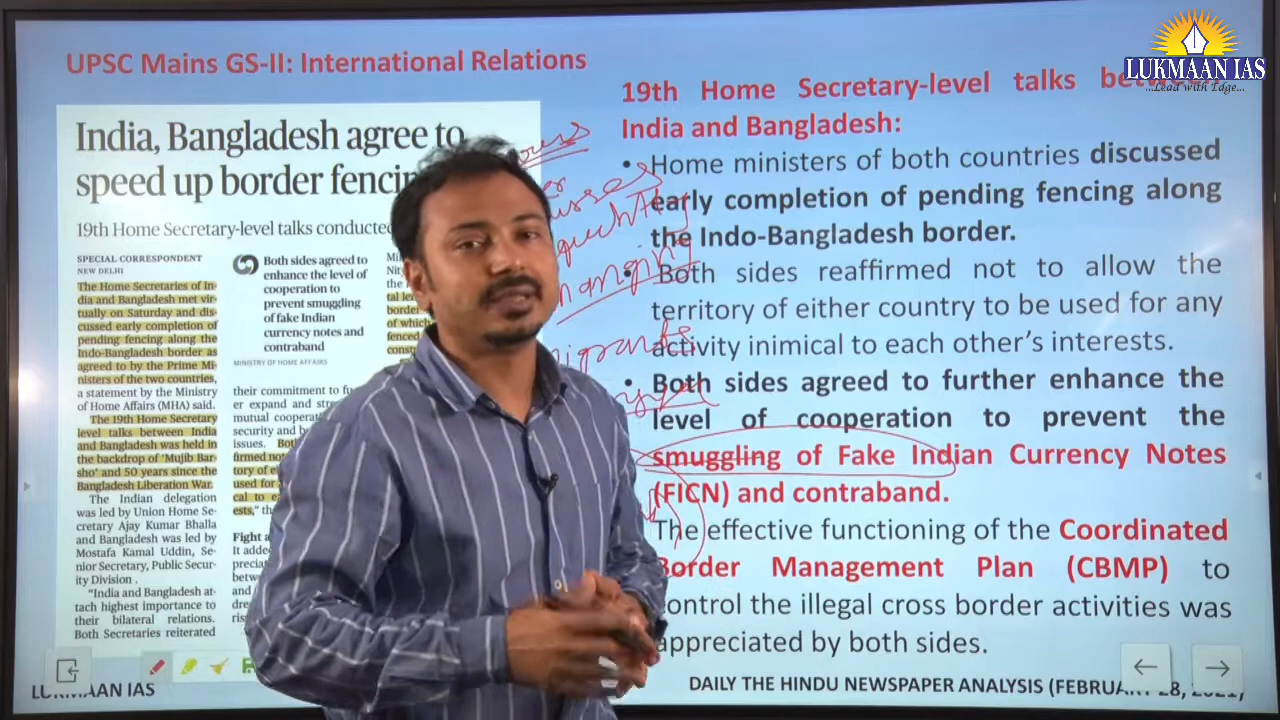 LUKMAAN IAS
...Lead with Edge...
UPSC Mains GS-II: International Relations
India, Bangladesh agree to
speed up border
19th Home Secretary-level talks
SPECIAL CORRESPONDENT
NEW DELHI
The Home Secretaries of In-
dia and Bangladesh met vir-
tually on Saturday and dis-
cussed early completion of
pending fencing along the
Indo-Bangladesh border as
agreed to by the Prime Mi-
nisters of the two countries,
a statement by the Ministry
of Home Affairs (MHA) said.
The 19th Home Secretary
level talks between India
and Bangladesh was held in
the backdrop of ‘Mujib Bar-
sho’ and 50 years since the
Bangladesh Liberation War.
The Indian delegation
was led by Union Home Se-
cretary Ajay Kumar Bhalla
and Bangladesh was led by
Mostafa Kamal Uddin, Se-
nior Secretary, Public Secur-
ity Division.
“India and Bangladesh at-
tach highest importance to
their bilateral relations.
Both Secretaries reiterated
Both sides agreed to
enhance the level of
cooperation to
prevent smuggling
of fake Indian
currency notes and
contraband
MINISTRY OF HOME AFFAIRS
their commitment to
er expand and
mutual
security and
issues.
used for
Fight
It
border
of which
19th Home Secretary-level talks
India and Bangladesh:
• Home ministers of both countries discussed
early completion of pending fencing along
the Indo-Bangladesh border.
• Both sides reaffirmed not to allow the
territory of either country to be used for any
activity inimical to each other’s interests.
• Both sides agreed to further enhance the
level of cooperation to prevent the
smuggling of Fake Indian Currency Notes
(FICN) and contraband.
The effective functioning of the Coordinated
Border Management Plan (CBMP) to
control the illegal cross border activities was
appreciated by both sides.
LUKMAAN IAS
DAILY THE HINDU NEWSPAPER ANALYSIS (FEBRUARY 28, 2021)